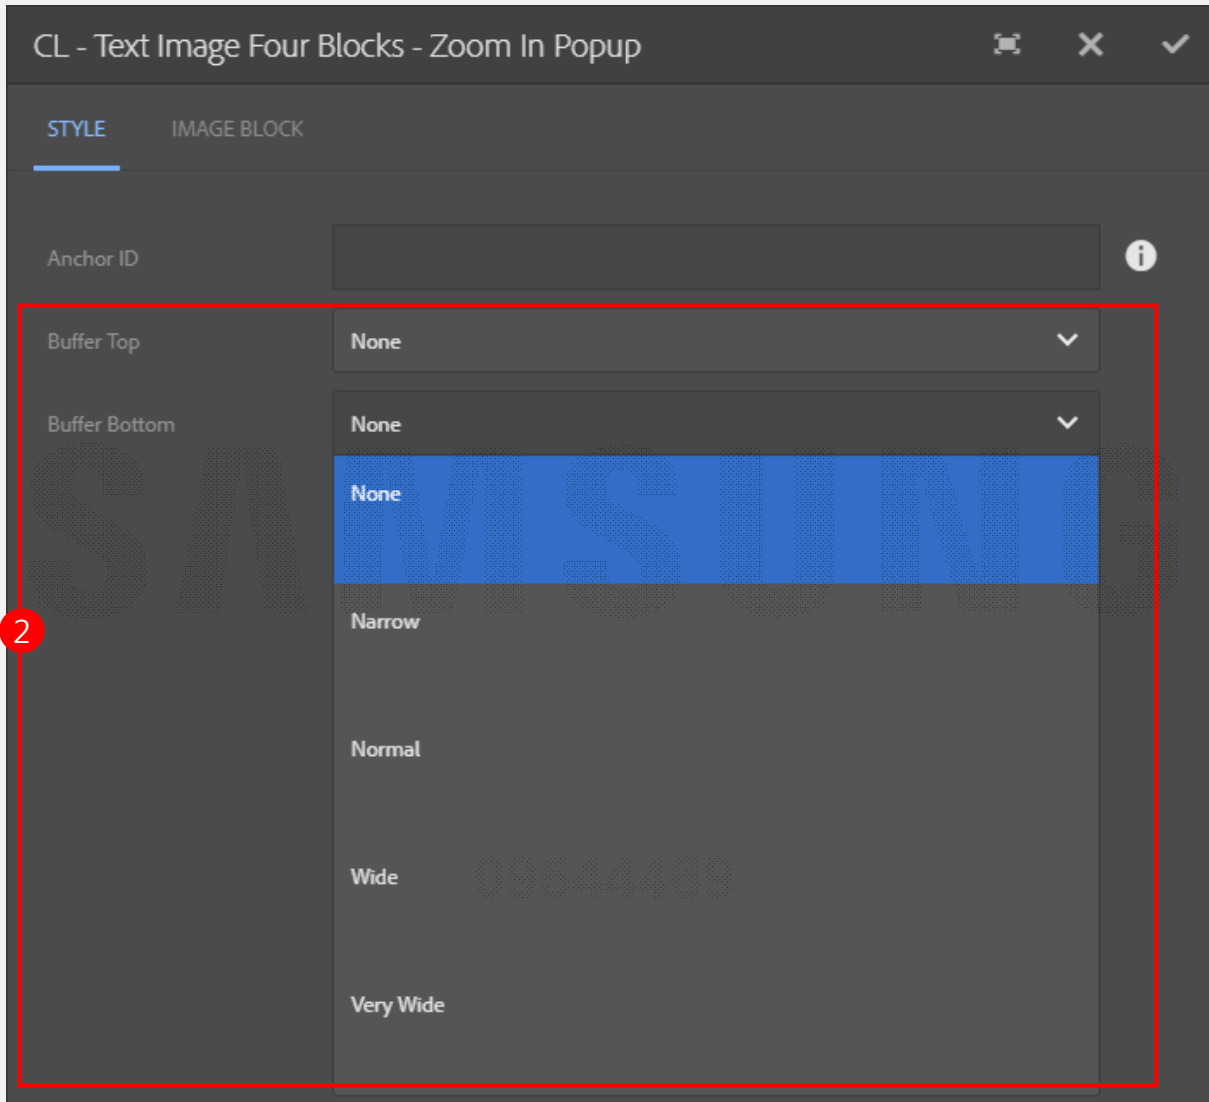 CL - Text Image Four Blocks - Zoom In Popup
STYLE IMAGE BLOCK
Anchor ID
Buffer Top None
Buffer Bottom None
SAMSUNG
None
2
Narrow
Normal
Wide
09544469
Very Wide